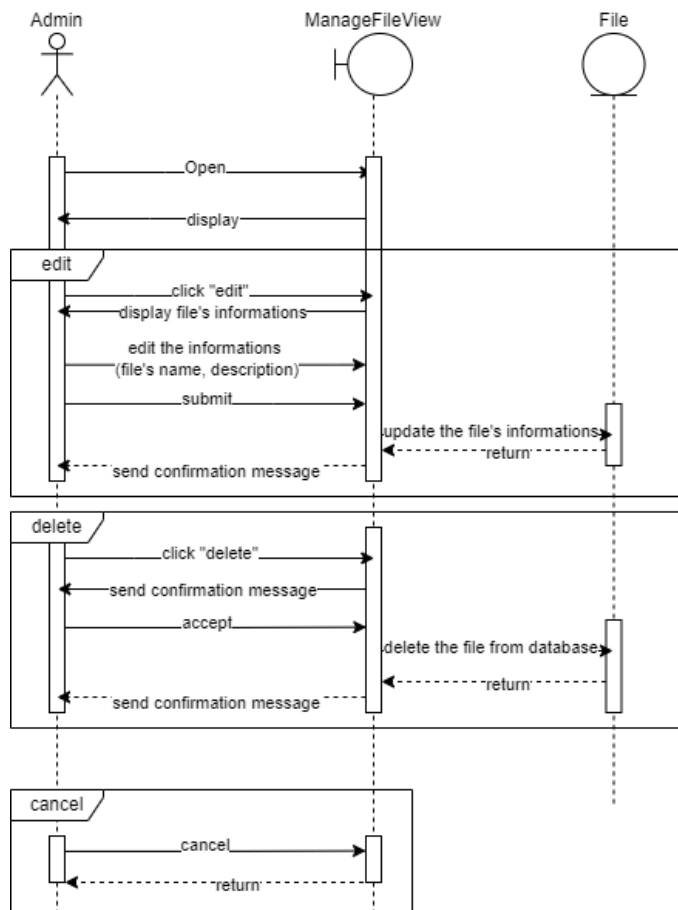 Admin
ManageFileView
File
Open
display
edit
click "edit"
display file's informations
edit the informations
(file's name, description)
submit
update the file's informations
return
send confirmation message
delete
click "delete"
send confirmation message
accept
delete the file from database
return
send confirmation message
cancel
cancel
return